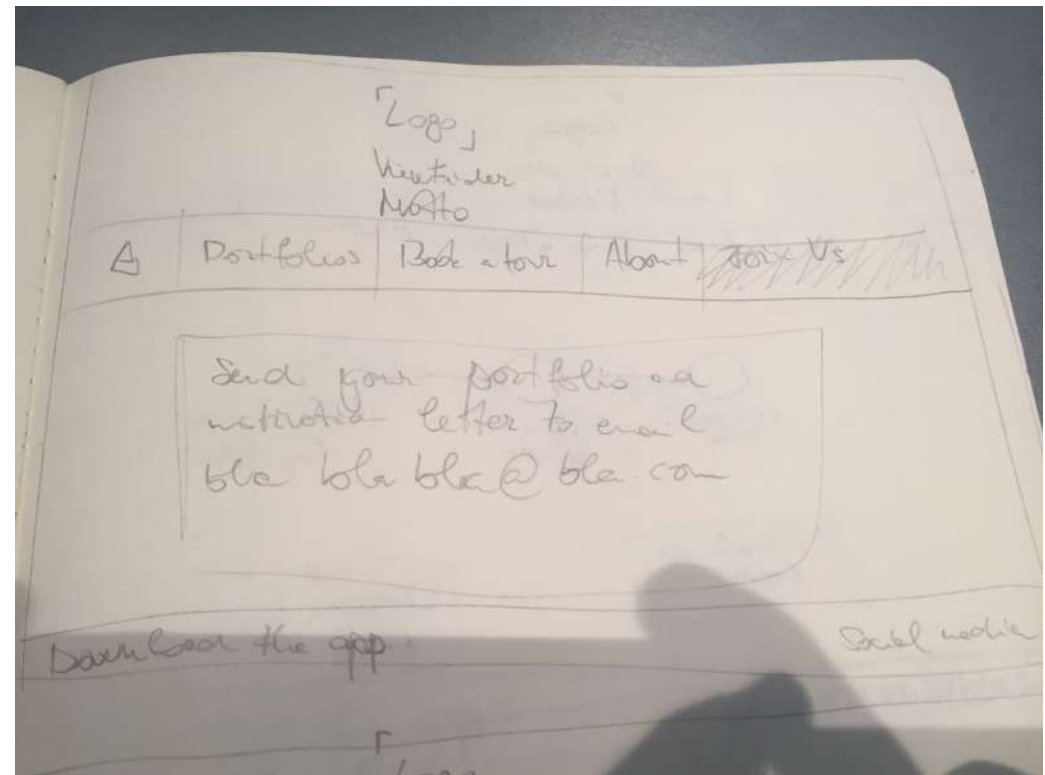 Logo
Viewfinder
Motto
Portfolios Book a tour About Join Us
Send your portfolio and
motivation letter to email
bla bla bla@bla.com
Download the app Social media
Logo